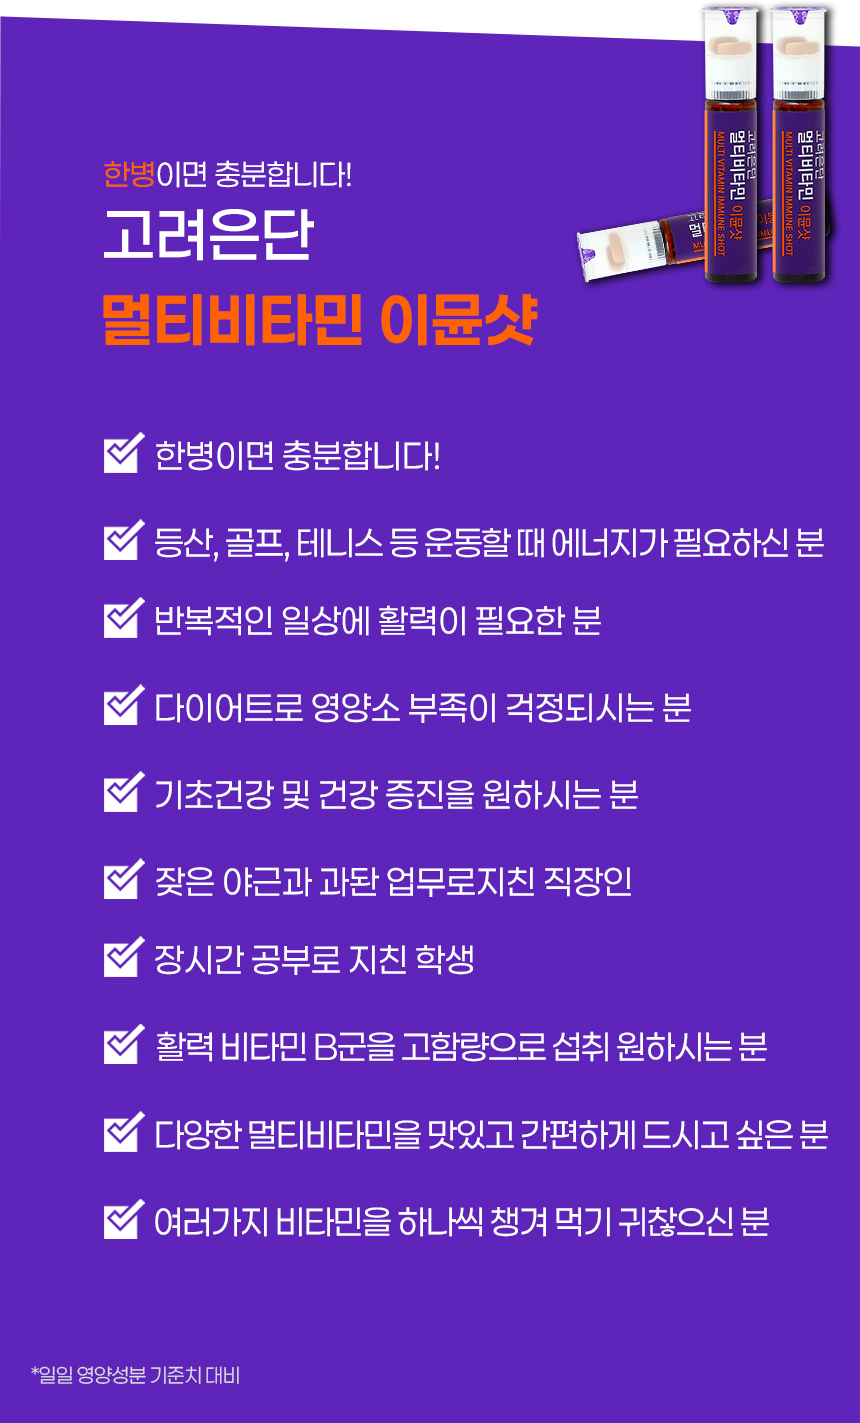 한병이면 충분합니다!
고려은단
멀티비타민 이뮨샷
고려은단
멀티비타민 이뮨샷
MULTI VITAMIN IMMUNE SHOT
고려은단
멀티비타민 이뮨샷
MULTI VITAMIN IMMUNE SHOT
한병이면 충분합니다!
등산, 골프, 테니스 등 운동할 때 에너지가 필요하신 분
반복적인 일상에 활력이 필요한 분
다이어트로 영양소 부족이 걱정되시는 분
기초건강 및 건강 증진을 원하시는 분
잦은 야근과 과돤 업무로지친 직장인
장시간 공부로 지친 학생
활력 비타민 B군을 고함량으로 섭취 원하시는 분
다양한 멀티비타민을 맛있고 간편하게 드시고 싶은 분
여러가지 비타민을 하나씩 챙겨 먹기 귀찮으신 분
*일일 영양성분 기준치 대비